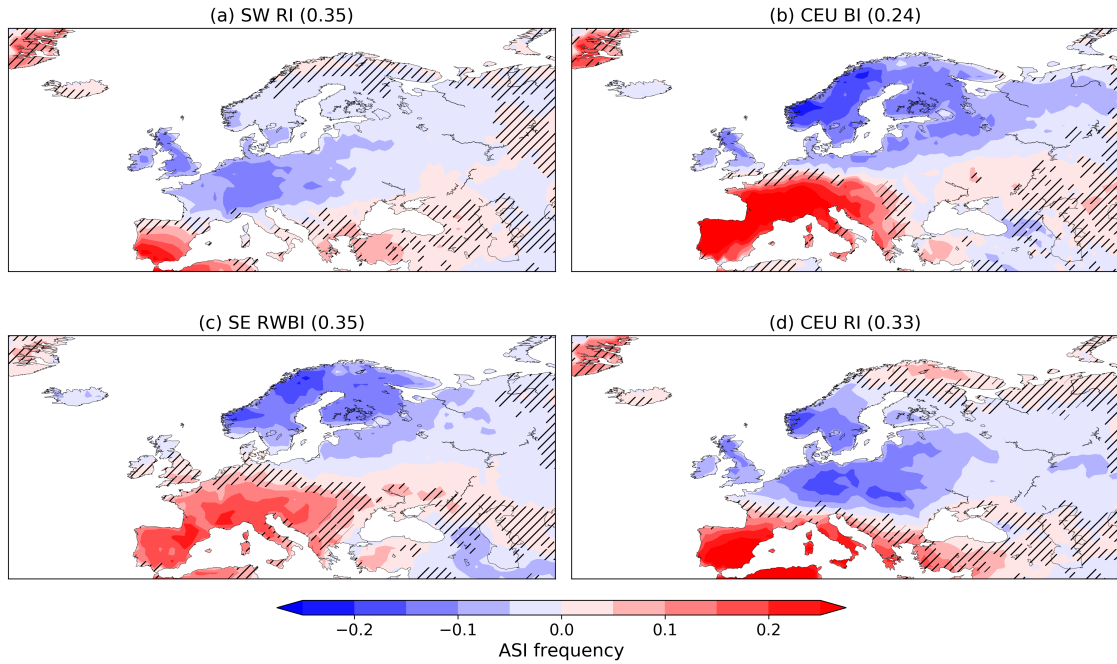 (a) SW RI (0.35)
(b) CEU BI (0.24)
(c) SE RWBI (0.35)
(d) CEU RI (0.33)
−0.2 −0.1 0.0 0.1 0.2
ASI frequency